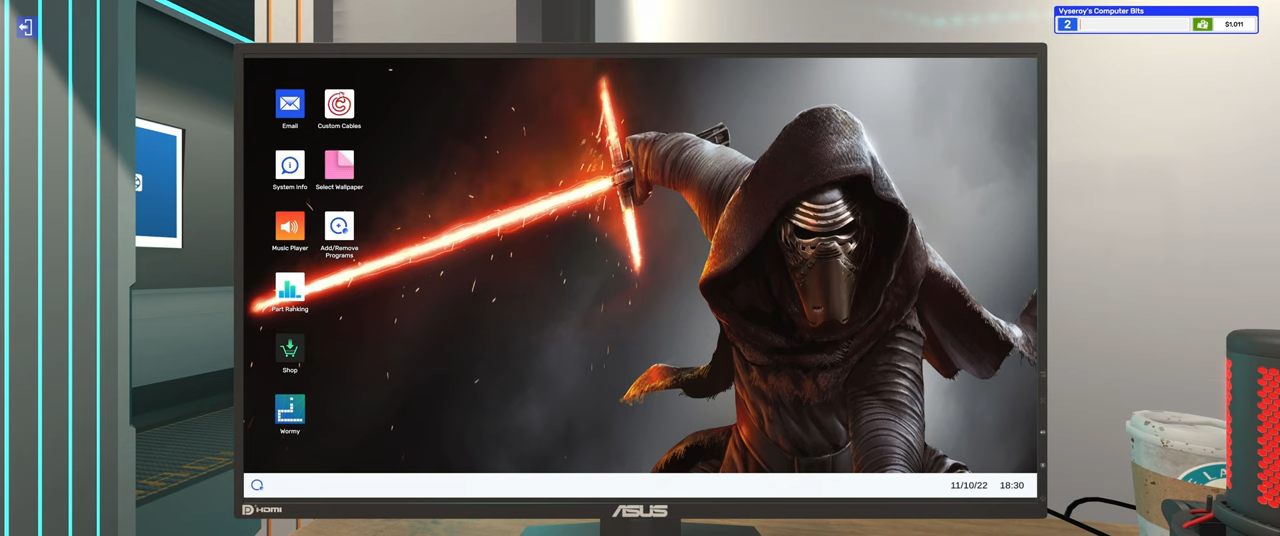 Vyseroy's Computer Bits
2
$1,011
Email
Custom Cables
System Info
Select Wallpaper
Music Player
Add/Remove
Programs
Part Ranking
Shop
Wormy
11/10/22 18:30
HDMI
ASUS